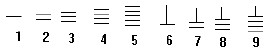 𝍠 𝍡 𝍢 𝍣 𝍤 𝍥 𝍦 𝍧 𝍨
1 2 3 4 5 6 7 8 9